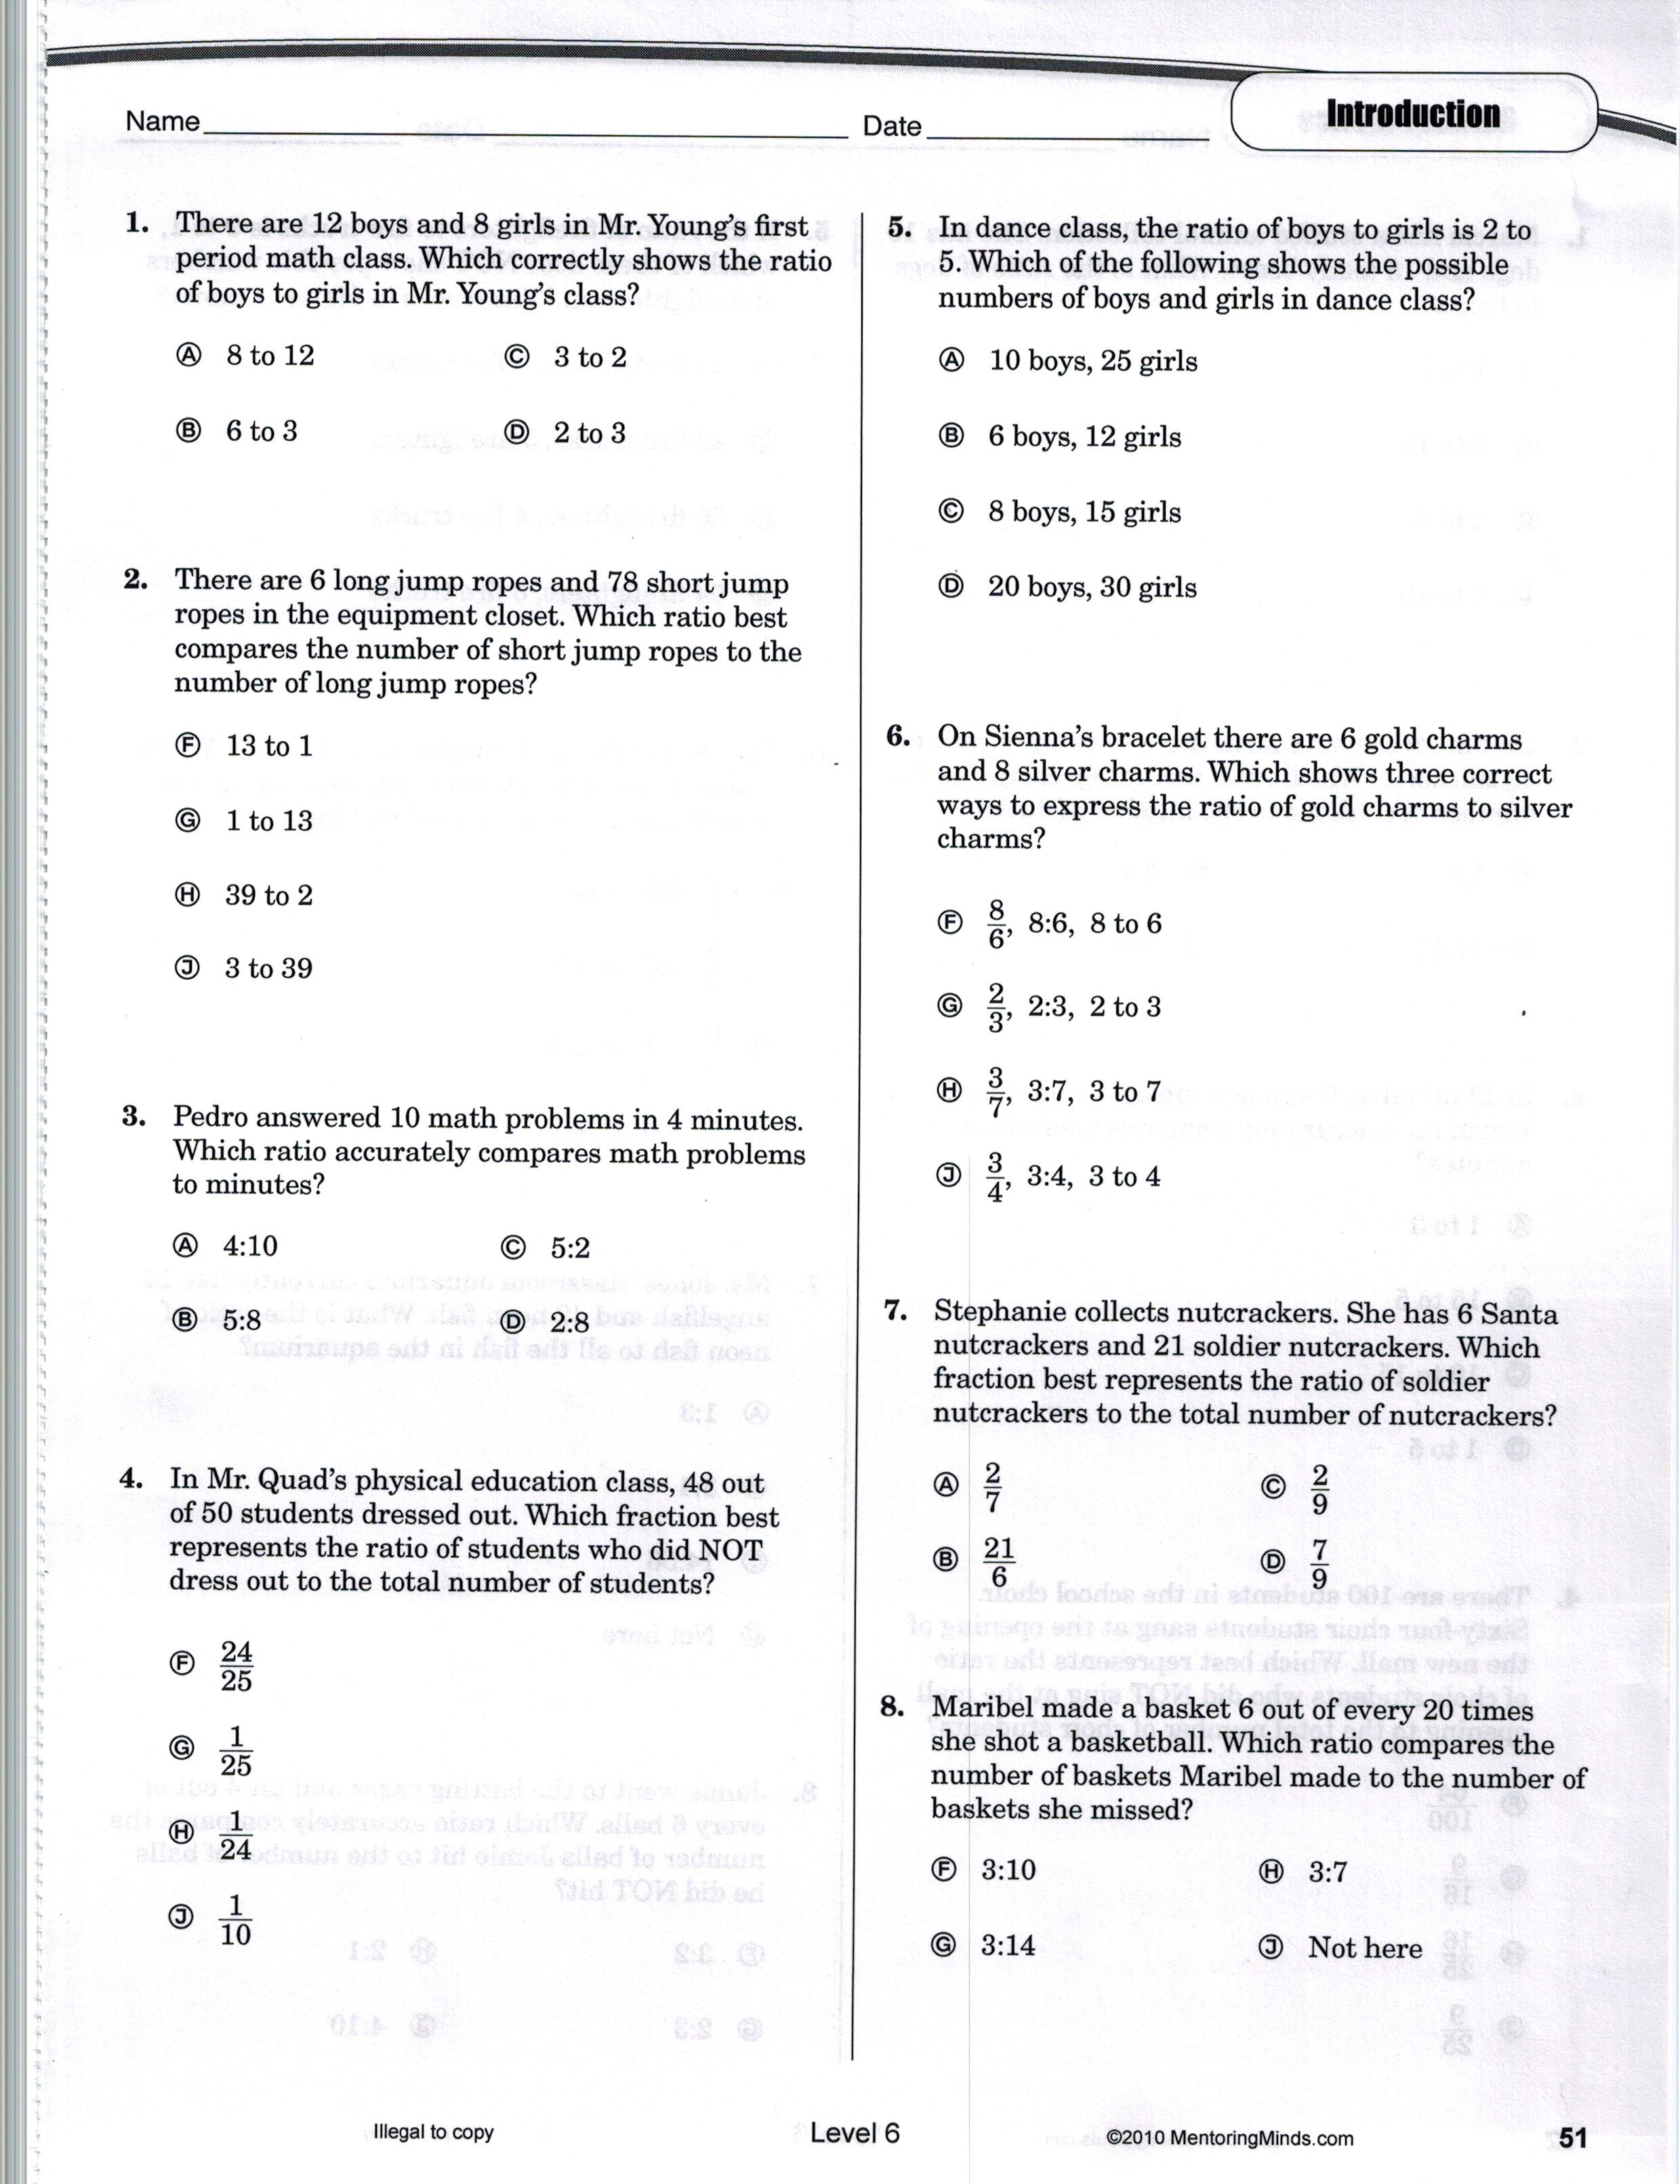 Name Date Introduction
1. There are 12 boys and 8 girls in Mr. Young's first
period math class. Which correctly shows the ratio
of boys to girls in Mr. Young's class?
Ⓐ 8 to 12 Ⓒ 3 to 2
Ⓑ 6 to 3 Ⓓ 2 to 3
2. There are 6 long jump ropes and 78 short jump
ropes in the equipment closet. Which ratio best
compares the number of short jump ropes to the
number of long jump ropes?
Ⓕ 13 to 1
Ⓖ 1 to 13
Ⓗ 39 to 2
Ⓙ 3 to 39
3. Pedro answered 10 math problems in 4 minutes.
Which ratio accurately compares math problems
to minutes?
Ⓐ 4:10 Ⓒ 5:2
Ⓑ 5:8 Ⓓ 2:8
4. In Mr. Quad's physical education class, 48 out
of 50 students dressed out. Which fraction best
represents the ratio of students who did NOT
dress out to the total number of students?
Ⓕ 24/25
Ⓖ 1/25
Ⓗ 1/24
Ⓙ 1/10
5. In dance class, the ratio of boys to girls is 2 to
5. Which of the following shows the possible
numbers of boys and girls in dance class?
Ⓐ 10 boys, 25 girls
Ⓑ 6 boys, 12 girls
Ⓒ 8 boys, 15 girls
Ⓓ 20 boys, 30 girls
6. On Sienna's bracelet there are 6 gold charms
and 8 silver charms. Which shows three correct
ways to express the ratio of gold charms to silver
charms?
Ⓕ 8/6, 8:6, 8 to 6
Ⓖ 2/3, 2:3, 2 to 3
Ⓗ 3/7, 3:7, 3 to 7
Ⓙ 3/4, 3:4, 3 to 4
7. Stephanie collects nutcrackers. She has 6 Santa
nutcrackers and 21 soldier nutcrackers. Which
fraction best represents the ratio of soldier
nutcrackers to the total number of nutcrackers?
Ⓐ 2/7 Ⓒ 2/9
Ⓑ 21/6 Ⓓ 7/9
8. Maribel made a basket 6 out of every 20 times
she shot a basketball. Which ratio compares the
number of baskets Maribel made to the number of
baskets she missed?
Ⓕ 3:10 Ⓗ 3:7
Ⓖ 3:14 Ⓙ Not here
Illegal to copy Level 6 ©2010 MentoringMinds.com 51